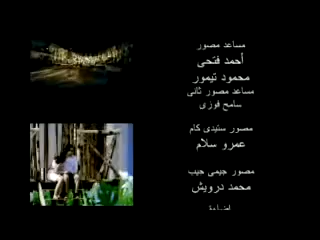 مساعد مصور
أحمد فتحى
محمود تيمور
مساعد مصور ثانى
سامح فوزى
مصور ستيدى كام
عمرو سلام
مصور جيمى جيب
محمد درويش
إضاءة